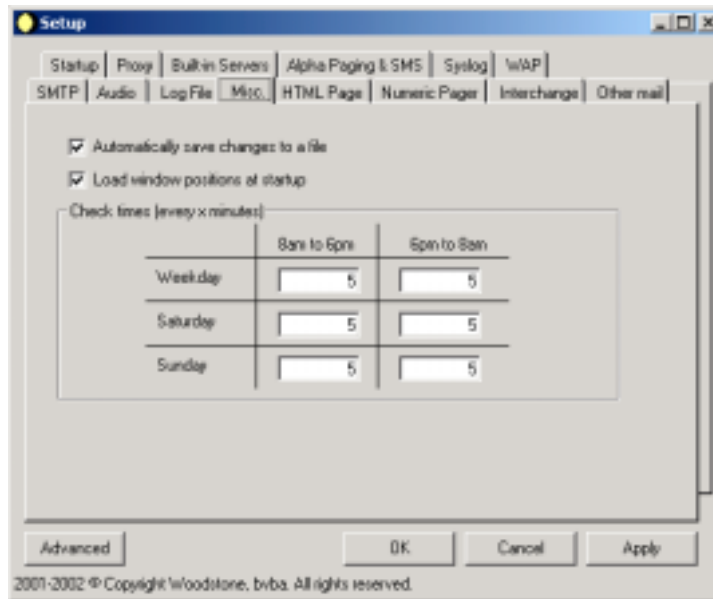 Setup
Startup Proxy Built-in Servers Alpha Paging & SMS Syslog WAP
SMTP Audio Log File Misc. HTML Page Numeric Pager Interchange Other mail
Automatically save changes to a file
Load window positions at startup
Check times (every x minutes)
8am to 6pm 6pm to 8am
Weekday 5 5
Saturday 5 5
Sunday 5 5
Advanced OK Cancel Apply
2001-2002 © Copyright Woodstone, bvba. All rights reserved.